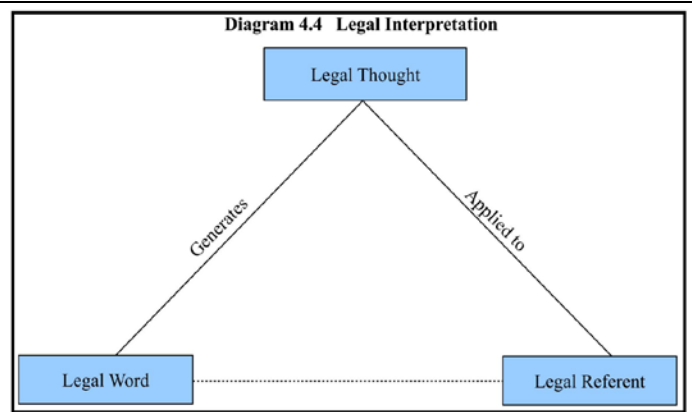 Diagram 4.4 Legal Interpretation
Legal Thought
Generates
Applied to
Legal Word
Legal Referent